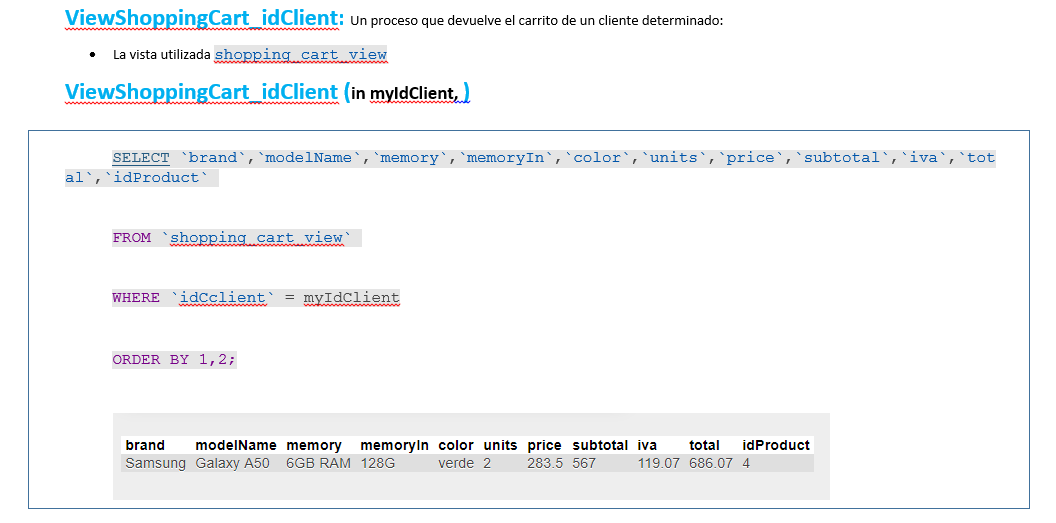 ViewShoppingCart_idClient: Un proceso que devuelve el carrito de un cliente determinado:
• La vista utilizada shopping_cart_view
ViewShoppingCart_idClient (in myIdClient, )
SELECT `brand`,`modelName`,`memory`,`memoryIn`,`color`,`units`,`price`,`subtotal`,`iva`,`tot
al`,`idProduct`
FROM `shopping_cart_view`
WHERE `idCclient` = myIdClient
ORDER BY 1,2;
brand modelName memory memoryIn color units price subtotal iva total idProduct
Samsung Galaxy A50 6GB RAM 128G verde 2 283.5 567 119.07 686.07 4